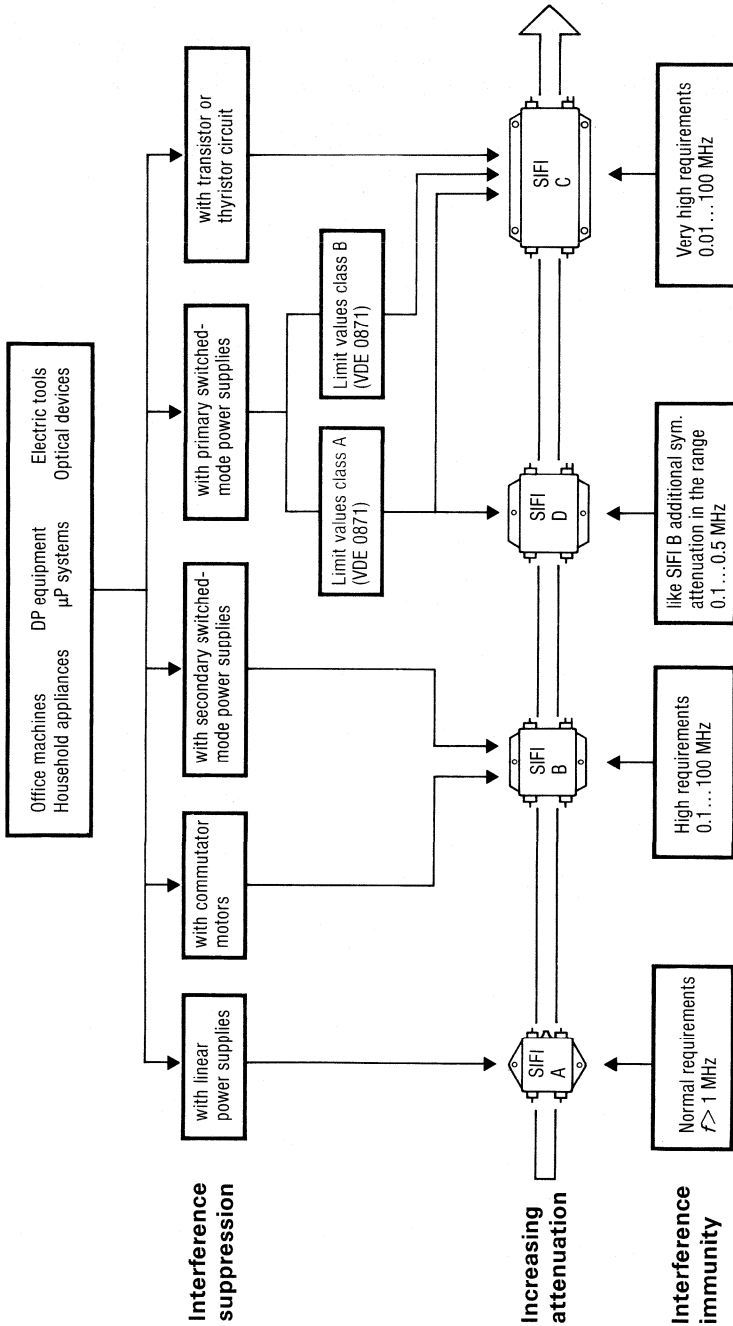 Office machines DP equipment Electric tools
Household appliances µP systems Optical devices
Interference
suppression
with linear
power supplies
with commutator
motors
with secondary switched-
mode power supplies
with primary switched-
mode power supplies
with transistor or
thyristor circuit
Limit values class A
(VDE 0871)
Limit values class B
(VDE 0871)
Increasing
attenuation
SIFI
A
SIFI
B
SIFI
D
SIFI
C
Interference
immunity
Normal requirements
f> 1 MHz
High requirements
0.1 ... 100 MHz
like SIFI B additional sym.
attenuation in the range
0.1 ... 0.5 MHz
Very high requirements
0.01 ... 100 MHz